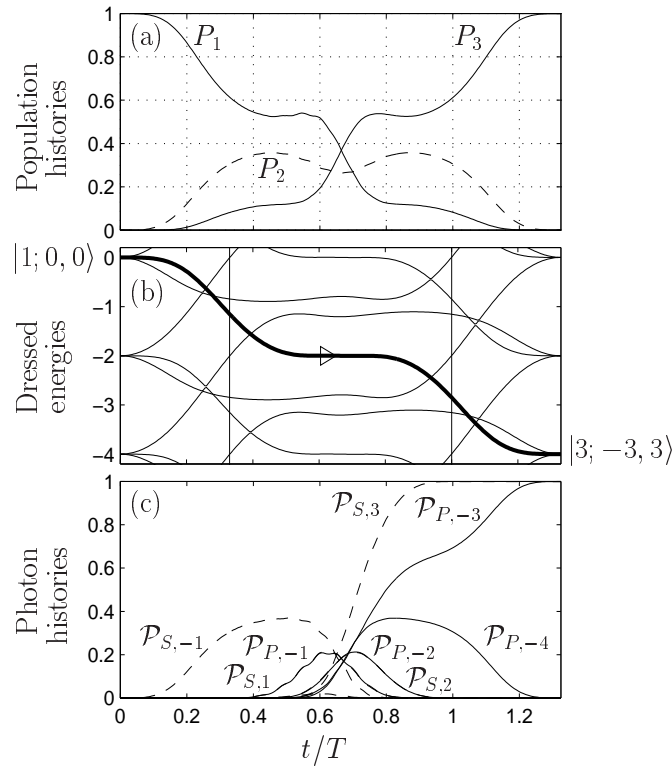 1
0.8
0.6
0.4
0.2
0
(a)
P₁
P₂
P₃
Population
histories
|1; 0, 0⟩
0
−1
−2
−3
−4
(b)
Dressed
energies
|3; −3, 3⟩
1
0.8
0.6
0.4
0.2
0
(c)
𝒫S,3
𝒫P,−3
𝒫S,−1
𝒫P,−1
𝒫P,−2
𝒫P,−4
𝒫S,1
𝒫S,2
Photon
histories
0 0.2 0.4 0.6 0.8 1 1.2
t/T